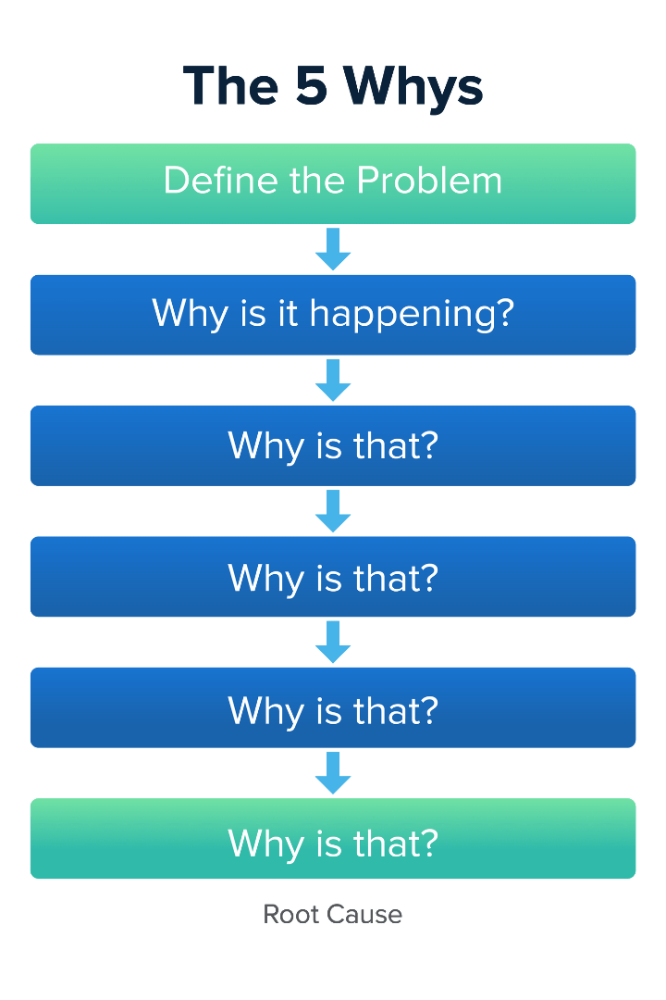 The 5 Whys
Define the Problem
Why is it happening?
Why is that?
Why is that?
Why is that?
Why is that?
Root Cause